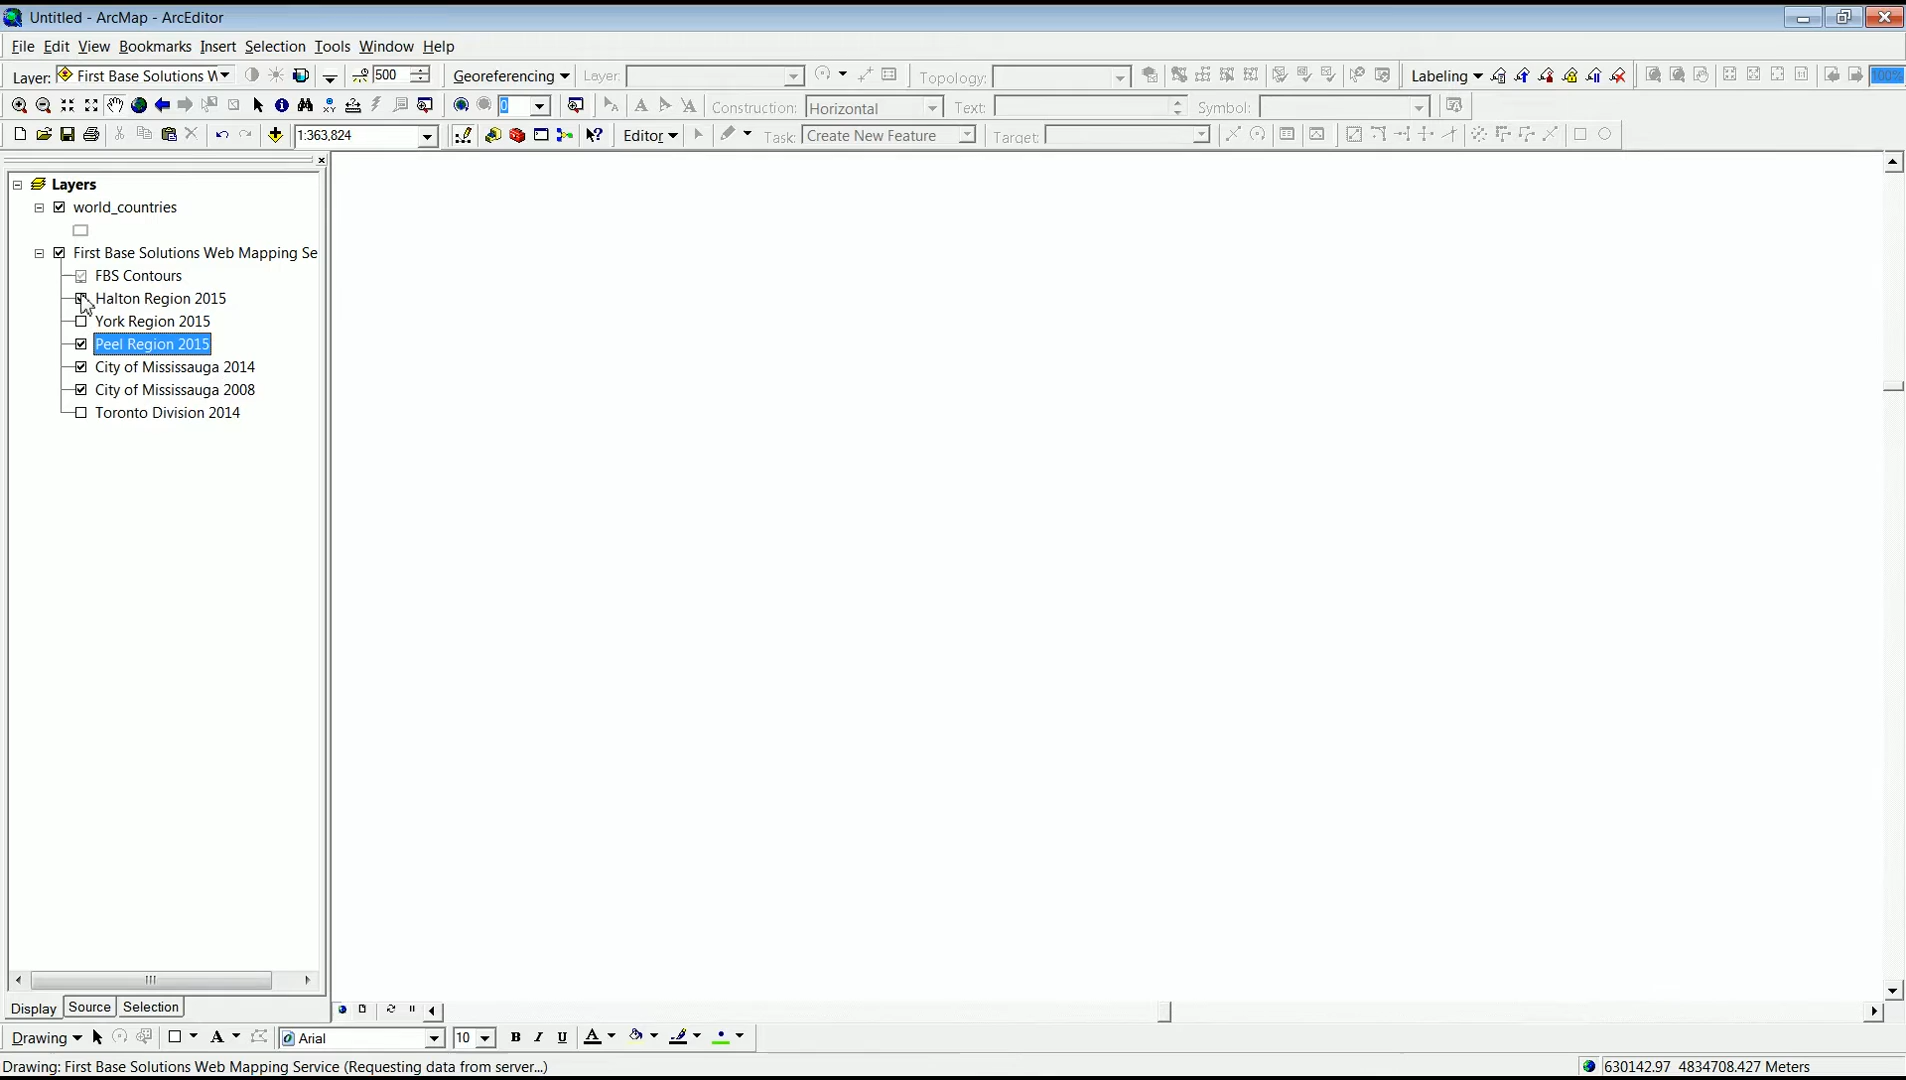 Untitled - ArcMap - ArcEditor
File Edit View Bookmarks Insert Selection Tools Window Help
Layer: First Base Solutions W 500 Georeferencing Layer: Topology: Labeling 100%
0 Construction: Horizontal Text: Symbol:
1:363,824 Editor Task: Create New Feature Target:
Layers
world_countries
First Base Solutions Web Mapping Se
FBS Contours
Halton Region 2015
York Region 2015
Peel Region 2015
City of Mississauga 2014
City of Mississauga 2008
Toronto Division 2014
Display Source Selection
Drawing A Arial 10 B I U A
Drawing: First Base Solutions Web Mapping Service (Requesting data from server...) 630142.97 4834708.427 Meters